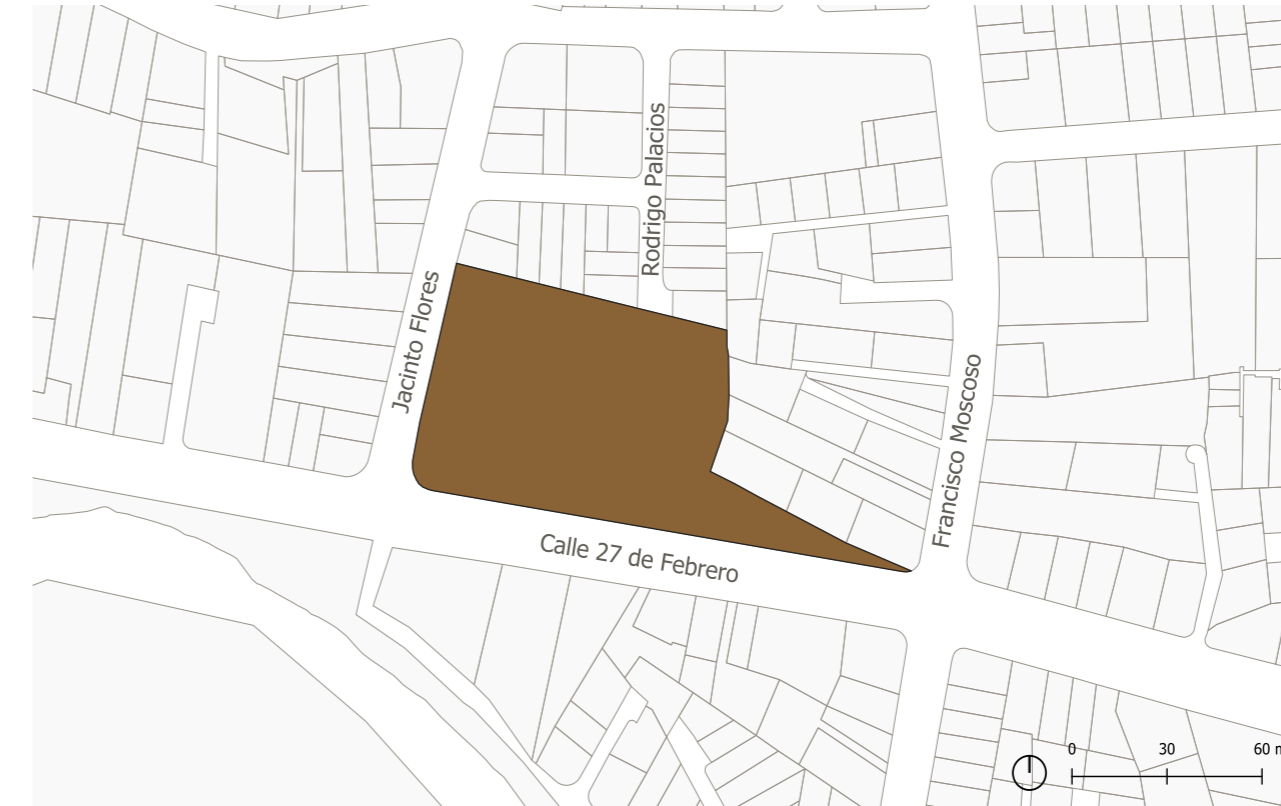 Rodrigo Palacios
Jacinto Flores
Francisco Moscoso
Calle 27 de Febrero
0 30 60 m